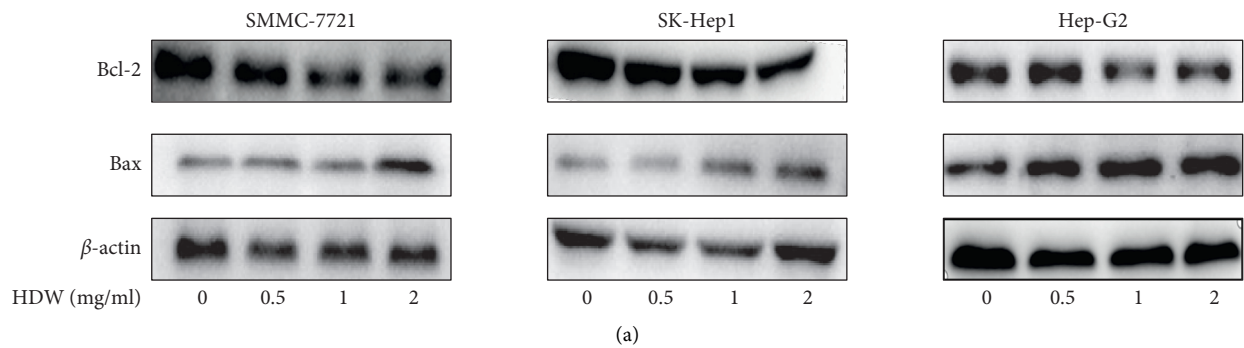 SMMC-7721 SK-Hep1 Hep-G2
Bcl-2
Bax
β-actin
HDW (mg/ml) 0 0.5 1 2 0 0.5 1 2 0 0.5 1 2
(a)